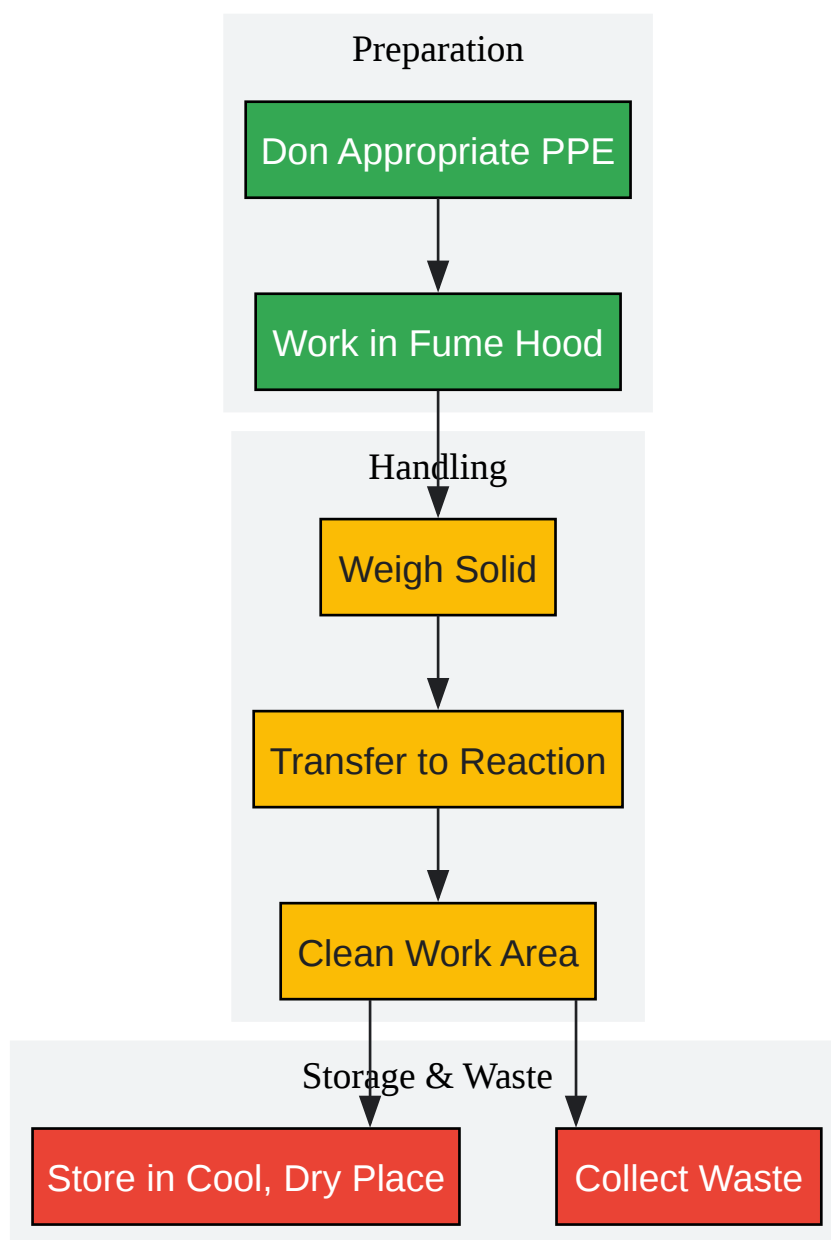 Preparation
Don Appropriate PPE
Work in Fume Hood
Handling
Weigh Solid
Transfer to Reaction
Clean Work Area
Storage & Waste
Store in Cool, Dry Place
Collect Waste